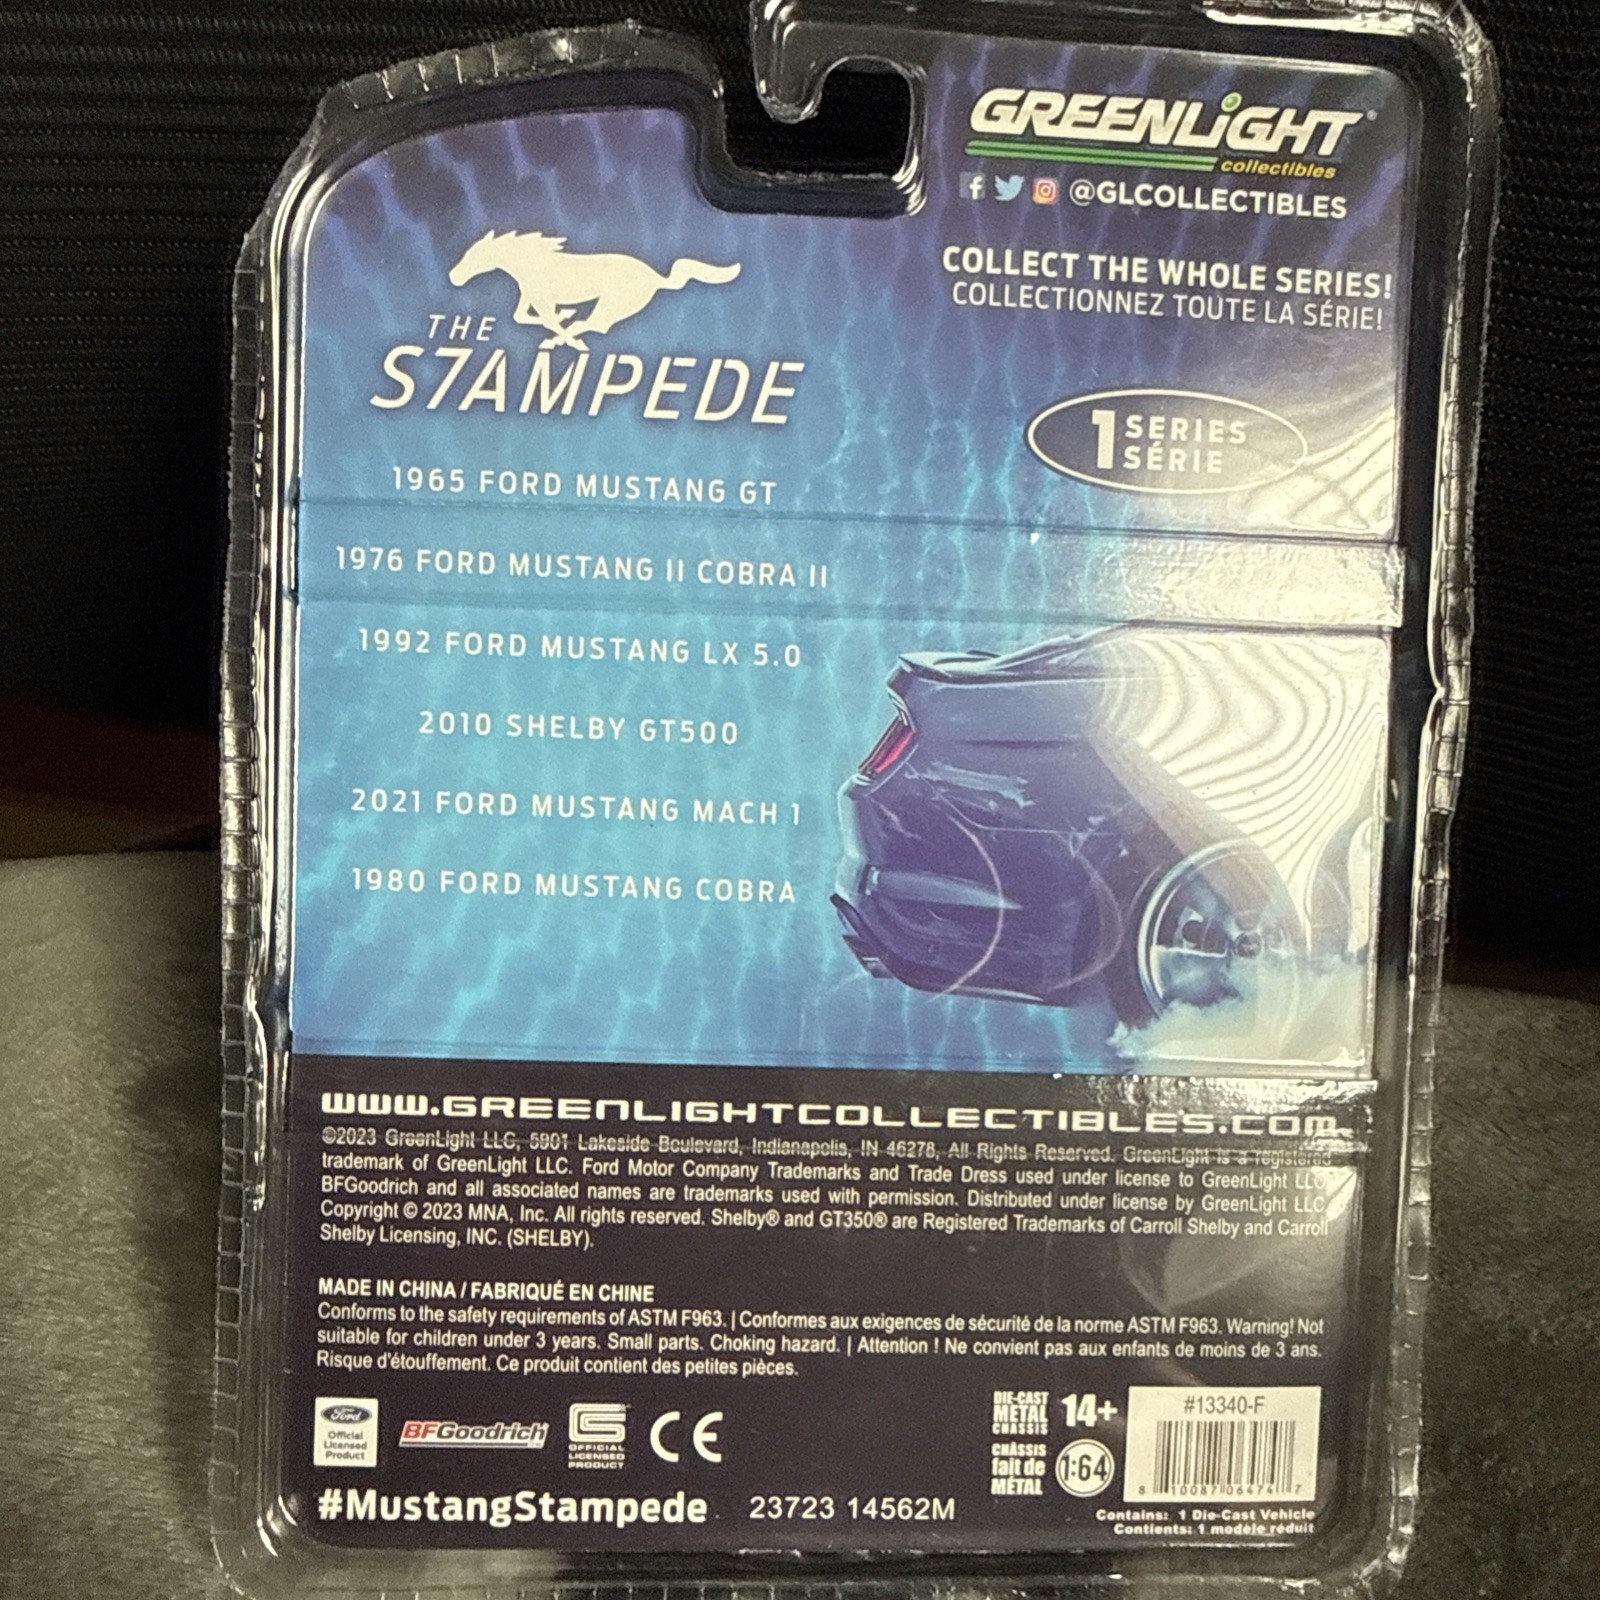 GREENLiGHT®
collectibles
@GLCOLLECTIBLES
COLLECT THE WHOLE SERIES!
COLLECTIONNEZ TOUTE LA SÉRIE!
THE
S7AMPEDE
1 SERIES
SÉRIE
1965 FORD MUSTANG GT
1976 FORD MUSTANG II COBRA II
1992 FORD MUSTANG LX 5.0
2010 SHELBY GT500
2021 FORD MUSTANG MACH 1
1980 FORD MUSTANG COBRA
WWW.GREENLIGHTCOLLECTIBLES.COM
©2023 GreenLight LLC, 5901 Lakeside Boulevard, Indianapolis, IN 46278, All Rights Reserved. GreenLight is a registered
trademark of GreenLight LLC. Ford Motor Company Trademarks and Trade Dress used under license to GreenLight LLC
BFGoodrich and all associated names are trademarks used with permission. Distributed under license by GreenLight LLC
Copyright © 2023 MNA, Inc. All rights reserved. Shelby® and GT350® are Registered Trademarks of Carroll Shelby and Carroll
Shelby Licensing, INC. (SHELBY).
MADE IN CHINA / FABRIQUÉ EN CHINE
Conforms to the safety requirements of ASTM F963. | Conformes aux exigences de sécurité de la norme ASTM F963. Warning! Not
suitable for children under 3 years. Small parts. Choking hazard. | Attention ! Ne convient pas aux enfants de moins de 3 ans.
Risque d'étouffement. Ce produit contient des petites pièces.
Ford
Official
Licensed
Product
BFGoodrich
OFFICIAL
LICENSED
PRODUCT
CE
DIE-CAST
METAL
CHASSIS
14+
CHÂSSIS
fait de
MÉTAL
1:64
#13340-F
8 10087 06474 7
Contains: 1 Die-Cast Vehicle
Contient: 1 modèle réduit
#MustangStampede 23723 14562M